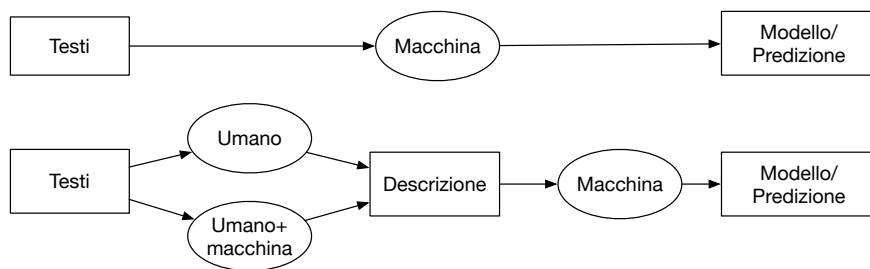 Testi
Macchina
Modello/
Predizione
Testi
Umano
Umano+
macchina
Descrizione
Macchina
Modello/
Predizione